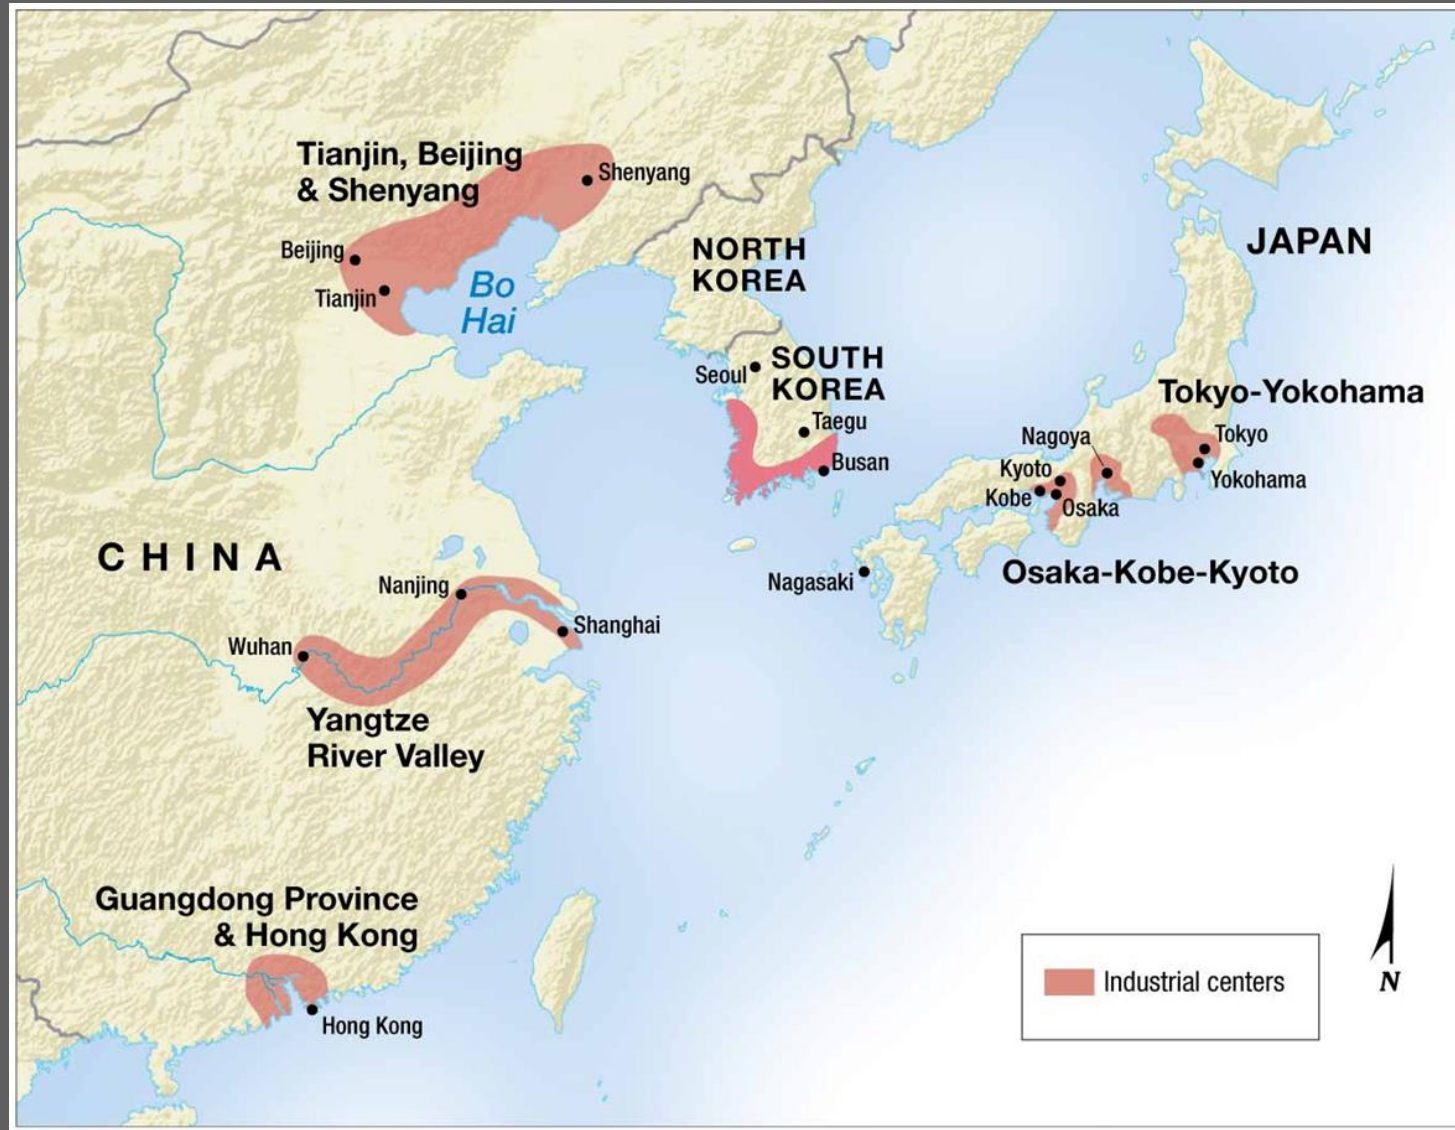 Tianjin, Beijing
& Shenyang
Shenyang
Beijing
Tianjin
Bo
Hai
NORTH
KOREA
JAPAN
Seoul
SOUTH
KOREA
Taegu
Busan
Tokyo-Yokohama
Tokyo
Yokohama
Nagoya
Kyoto
Kobe
Osaka
Osaka-Kobe-Kyoto
Nagasaki
CHINA
Nanjing
Shanghai
Wuhan
Yangtze
River Valley
Guangdong Province
& Hong Kong
Hong Kong
Industrial centers
N